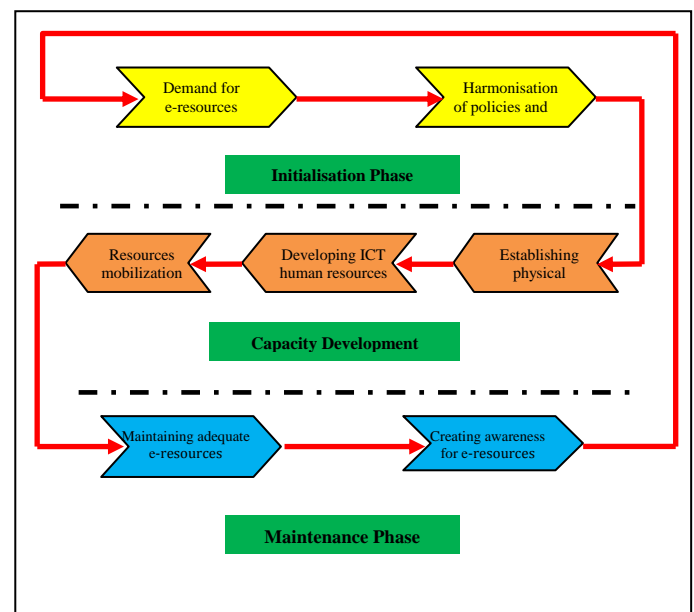 Demand for
e-resources
Harmonisation
of policies and
Initialisation Phase
Resources
mobilization
Developing ICT
human resources
Establishing
physical
Capacity Development
Maintaining adequate
e-resources
Creating awareness
for e-resources
Maintenance Phase